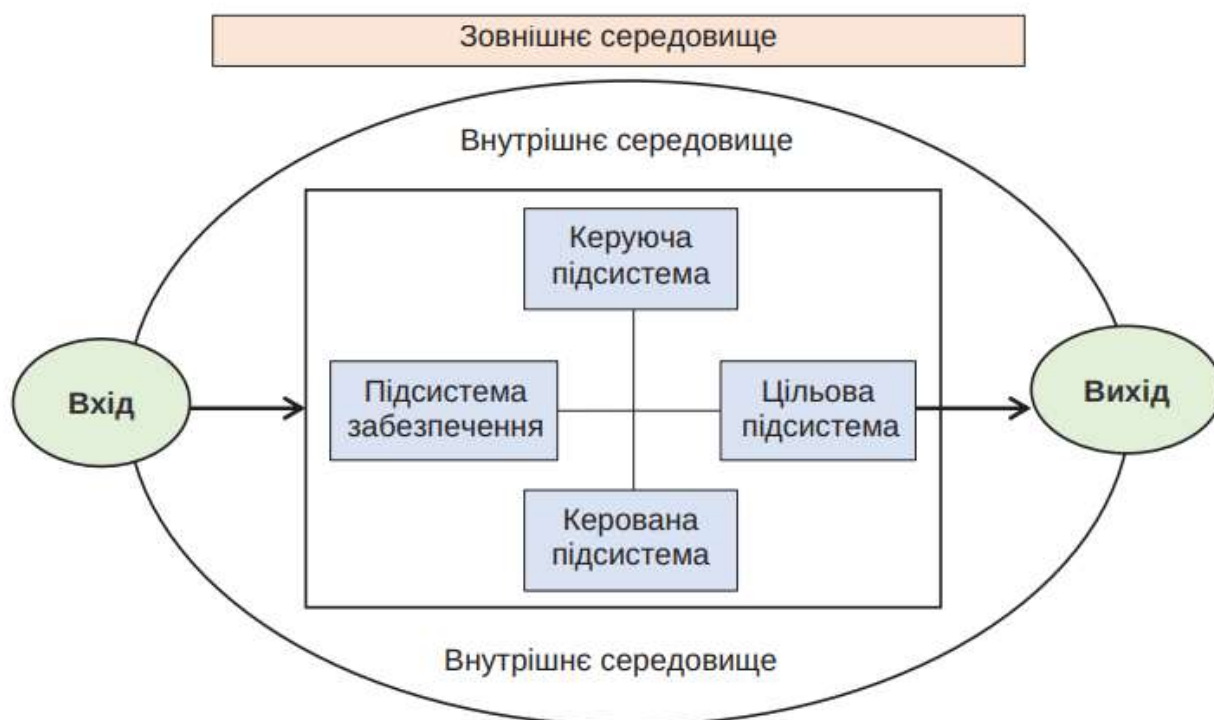 Зовнішнє середовище
Внутрішнє середовище
Керуюча
підсистема
Вхід
Підсистема
забезпечення
Цільова
підсистема
Вихід
Керована
підсистема
Внутрішнє середовище